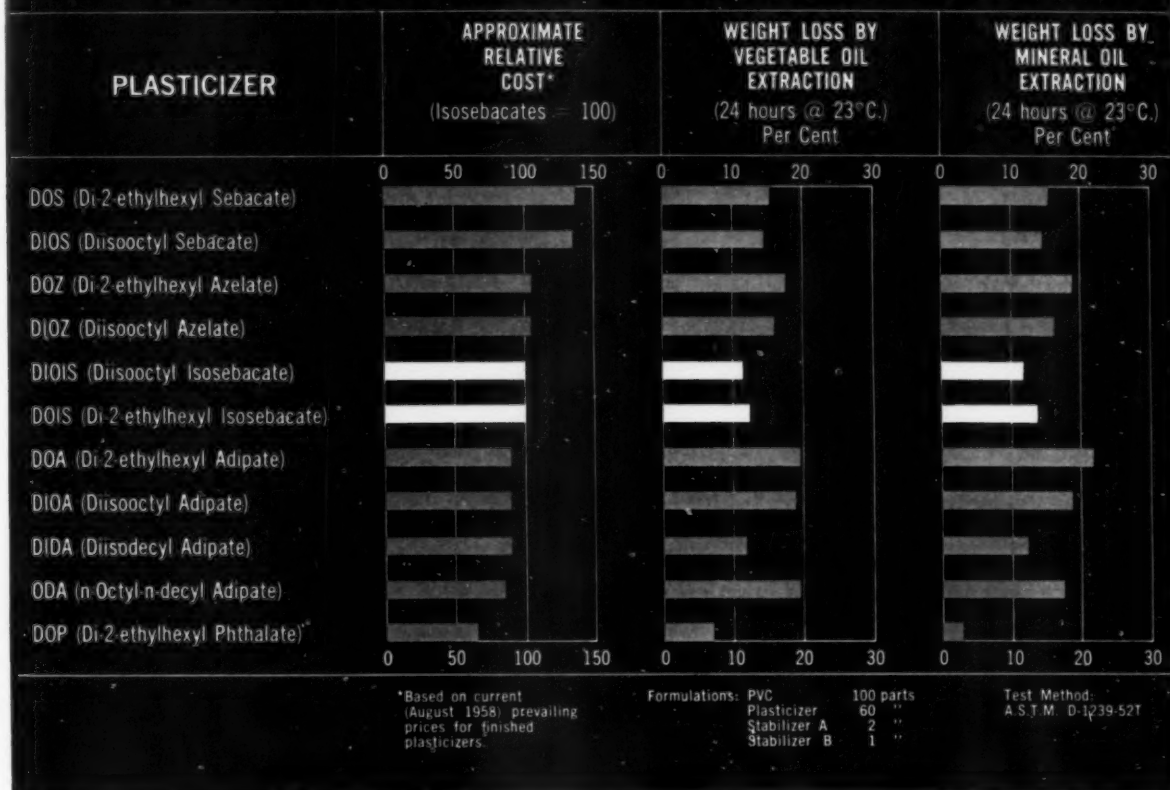 PLASTICIZER
APPROXIMATE
RELATIVE
COST*
(Isosebacates = 100)
WEIGHT LOSS BY
VEGETABLE OIL
EXTRACTION
(24 hours @ 23°C.)
Per Cent
WEIGHT LOSS BY
MINERAL OIL
EXTRACTION
(24 hours @ 23°C.)
Per Cent
0 50 100 150 0 10 20 30 0 10 20 30
DOS (Di-2-ethylhexyl Sebacate)
DIOS (Diisooctyl Sebacate)
DOZ (Di-2-ethylhexyl Azelate)
DIOZ (Diisooctyl Azelate)
DIOIS (Diisooctyl Isosebacate)
DOIS (Di-2-ethylhexyl Isosebacate)
DOA (Di-2-ethylhexyl Adipate)
DIOA (Diisooctyl Adipate)
DIDA (Diisodecyl Adipate)
ODA (n-Octyl-n-decyl Adipate)
DOP (Di-2-ethylhexyl Phthalate)
0 50 100 150 0 10 20 30 0 10 20 30
*Based on current
(August 1958) prevailing
prices for finished
plasticizers.
Formulations: PVC 100 parts
Plasticizer 60 "
Stabilizer A 2 "
Stabilizer B 1 "
Test Method:
A.S.T.M. D-1239-52T